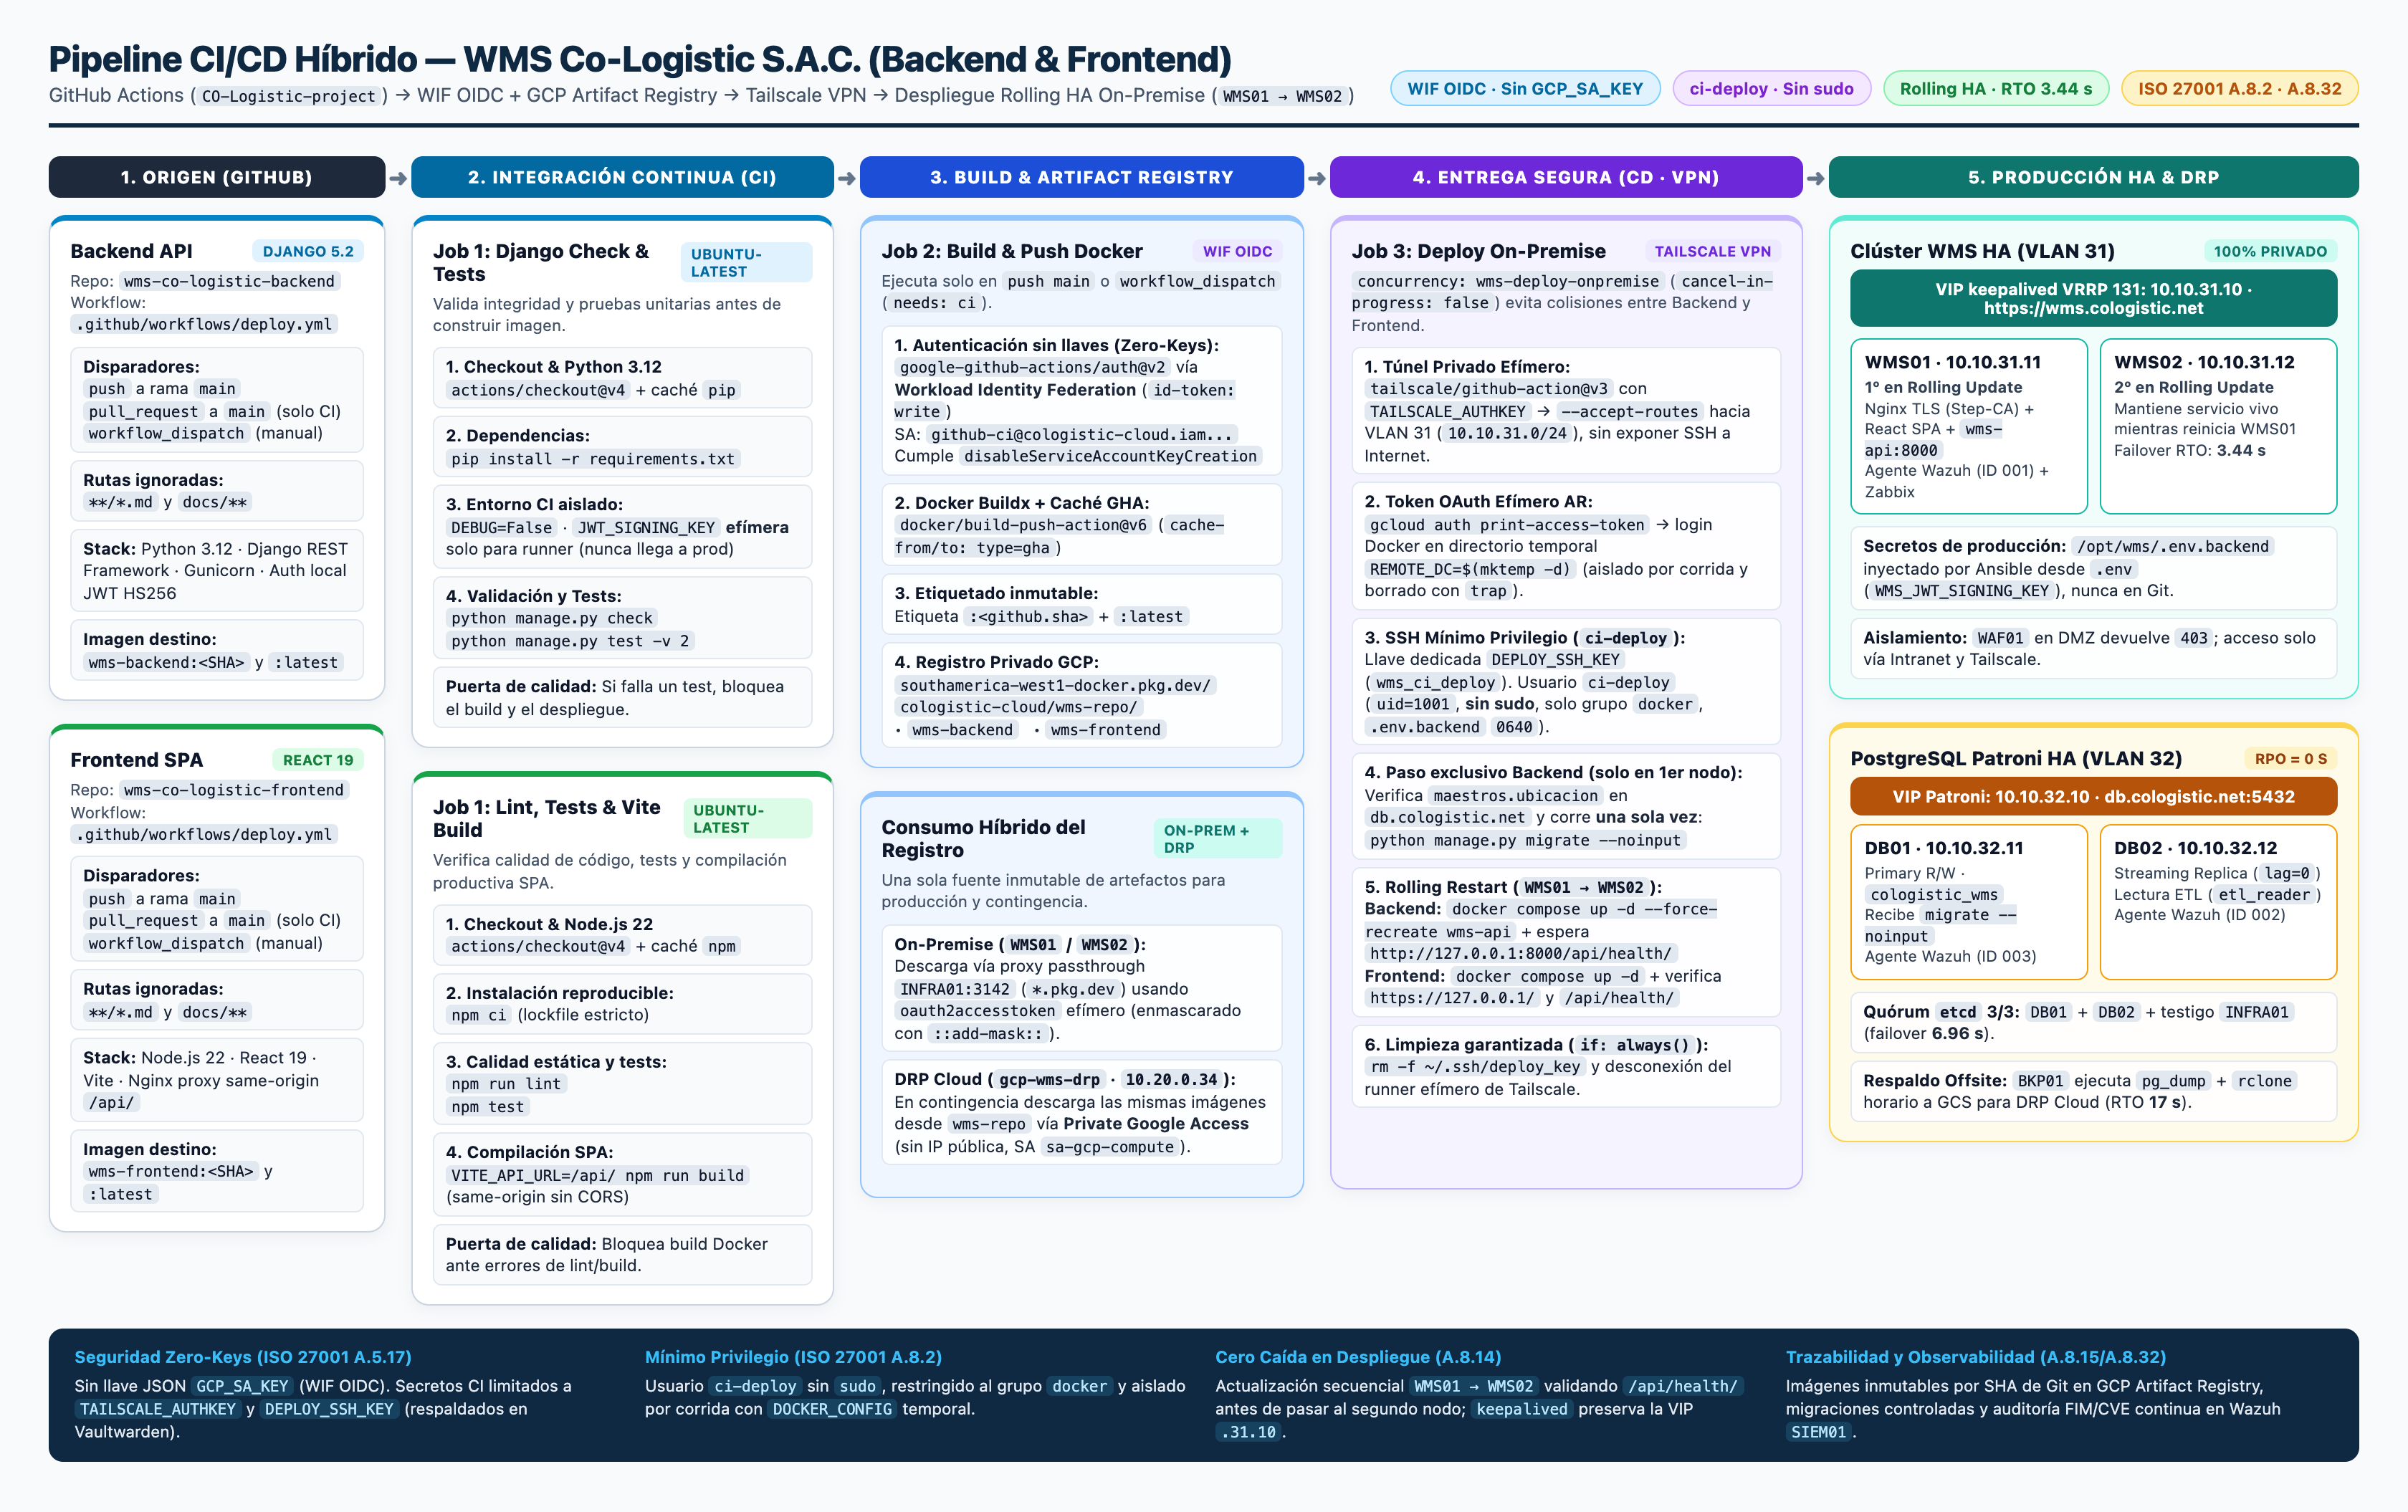 Pipeline CI/CD Híbrido — WMS Co-Logistic S.A.C. (Backend & Frontend)
GitHub Actions (CO-Logistic-project) → WIF OIDC + GCP Artifact Registry → Tailscale VPN → Despliegue Rolling HA On-Premise (WMS01 → WMS02)
WIF OIDC · Sin GCP_SA_KEY
ci-deploy · Sin sudo
Rolling HA · RTO 3.44 s
ISO 27001 A.8.2 · A.8.32
1. ORIGEN (GITHUB)
➜
2. INTEGRACIÓN CONTINUA (CI)
➜
3. BUILD & ARTIFACT REGISTRY
➜
4. ENTREGA SEGURA (CD · VPN)
➜
5. PRODUCCIÓN HA & DRP
Backend API
DJANGO 5.2
Repo: wms-co-logistic-backend
Workflow:
.github/workflows/deploy.yml
Disparadores:
push a rama main
pull_request a main (solo CI)
workflow_dispatch (manual)
Rutas ignoradas:
**/*.md y docs/**
Stack: Python 3.12 · Django REST
Framework · Gunicorn · Auth local
JWT HS256
Imagen destino:
wms-backend:<SHA> y :latest
Frontend SPA
REACT 19
Repo: wms-co-logistic-frontend
Workflow:
.github/workflows/deploy.yml
Disparadores:
push a rama main
pull_request a main (solo CI)
workflow_dispatch (manual)
Rutas ignoradas:
**/*.md y docs/**
Stack: Node.js 22 · React 19 ·
Vite · Nginx proxy same-origin
/api/
Imagen destino:
wms-frontend:<SHA> y
:latest
Job 1: Django Check &
Tests
UBUNTU-
LATEST
Valida integridad y pruebas unitarias antes de
construir imagen.
1. Checkout & Python 3.12
actions/checkout@v4 + caché pip
2. Dependencias:
pip install -r requirements.txt
3. Entorno CI aislado:
DEBUG=False · JWT_SIGNING_KEY efímera
solo para runner (nunca llega a prod)
4. Validación y Tests:
python manage.py check
python manage.py test -v 2
Puerta de calidad: Si falla un test, bloquea
el build y el despliegue.
Job 1: Lint, Tests & Vite
Build
UBUNTU-
LATEST
Verifica calidad de código, tests y compilación
productiva SPA.
1. Checkout & Node.js 22
actions/checkout@v4 + caché npm
2. Instalación reproducible:
npm ci (lockfile estricto)
3. Calidad estática y tests:
npm run lint
npm test
4. Compilación SPA:
VITE_API_URL=/api/ npm run build
(same-origin sin CORS)
Puerta de calidad: Bloquea build Docker
ante errores de lint/build.
Job 2: Build & Push Docker
WIF OIDC
Ejecuta solo en push main o workflow_dispatch
(needs: ci).
1. Autenticación sin llaves (Zero-Keys):
google-github-actions/auth@v2 vía
Workload Identity Federation (id-token:
write)
SA: github-ci@cologistic-cloud.iam...
Cumple disableServiceAccountKeyCreation
2. Docker Buildx + Caché GHA:
docker/build-push-action@v6 (cache-
from/to: type=gha)
3. Etiquetado inmutable:
Etiqueta :<github.sha> + :latest
4. Registro Privado GCP:
southamerica-west1-docker.pkg.dev/
cologistic-cloud/wms-repo/
• wms-backend • wms-frontend
Consumo Híbrido del
Registro
ON-PREM +
DRP
Una sola fuente inmutable de artefactos para
producción y contingencia.
On-Premise (WMS01 / WMS02):
Descarga vía proxy passthrough
INFRA01:3142 (*.pkg.dev) usando
oauth2accesstoken efímero (enmascarado
con ::add-mask::).
DRP Cloud (gcp-wms-drp · 10.20.0.34):
En contingencia descarga las mismas imágenes
desde wms-repo vía Private Google Access
(sin IP pública, SA sa-gcp-compute).
Job 3: Deploy On-Premise
TAILSCALE VPN
concurrency: wms-deploy-onpremise (cancel-in-
progress: false) evita colisiones entre Backend y
Frontend.
1. Túnel Privado Efímero:
tailscale/github-action@v3 con
TAILSCALE_AUTHKEY → --accept-routes hacia
VLAN 31 (10.10.31.0/24), sin exponer SSH a
Internet.
2. Token OAuth Efímero AR:
gcloud auth print-access-token → login
Docker en directorio temporal
REMOTE_DC=$(mktemp -d) (aislado por corrida y
borrado con trap).
3. SSH Mínimo Privilegio (ci-deploy):
Llave dedicada DEPLOY_SSH_KEY
(wms_ci_deploy). Usuario ci-deploy
(uid=1001, sin sudo, solo grupo docker,
.env.backend 0640).
4. Paso exclusivo Backend (solo en 1er nodo):
Verifica maestros.ubicacion en
db.cologistic.net y corre una sola vez:
python manage.py migrate --noinput
5. Rolling Restart (WMS01 → WMS02):
Backend: docker compose up -d --force-
recreate wms-api + espera
http://127.0.0.1:8000/api/health/
Frontend: docker compose up -d + verifica
https://127.0.0.1/ y /api/health/
6. Limpieza garantizada (if: always()):
rm -f ~/.ssh/deploy_key y desconexión del
runner efímero de Tailscale.
Clúster WMS HA (VLAN 31)
100% PRIVADO
VIP keepalived VRRP 131: 10.10.31.10 ·
https://wms.cologistic.net
WMS01 · 10.10.31.11
1º en Rolling Update
Nginx TLS (Step-CA) +
React SPA + wms-
api:8000
Agente Wazuh (ID 001) +
Zabbix
WMS02 · 10.10.31.12
2º en Rolling Update
Mantiene servicio vivo
mientras reinicia WMS01
Failover RTO: 3.44 s
Secretos de producción: /opt/wms/.env.backend
inyectado por Ansible desde .env
(WMS_JWT_SIGNING_KEY), nunca en Git.
Aislamiento: WAF01 en DMZ devuelve 403; acceso solo
vía Intranet y Tailscale.
PostgreSQL Patroni HA (VLAN 32)
RPO = 0 S
VIP Patroni: 10.10.32.10 · db.cologistic.net:5432
DB01 · 10.10.32.11
Primary R/W ·
cologistic_wms
Recibe migrate --
noinput
Agente Wazuh (ID 003)
DB02 · 10.10.32.12
Streaming Replica (lag=0)
Lectura ETL (etl_reader)
Agente Wazuh (ID 002)
Quórum etcd 3/3: DB01 + DB02 + testigo INFRA01
(failover 6.96 s).
Respaldo Offsite: BKP01 ejecuta pg_dump + rclone
horario a GCS para DRP Cloud (RTO 17 s).
Seguridad Zero-Keys (ISO 27001 A.5.17)
Sin llave JSON GCP_SA_KEY (WIF OIDC). Secretos CI limitados a
TAILSCALE_AUTHKEY y DEPLOY_SSH_KEY (respaldados en
Vaultwarden).
Mínimo Privilegio (ISO 27001 A.8.2)
Usuario ci-deploy sin sudo, restringido al grupo docker y aislado
por corrida con DOCKER_CONFIG temporal.
Cero Caída en Despliegue (A.8.14)
Actualización secuencial WMS01 → WMS02 validando /api/health/
antes de pasar al segundo nodo; keepalived preserva la VIP
.31.10.
Trazabilidad y Observabilidad (A.8.15/A.8.32)
Imágenes inmutables por SHA de Git en GCP Artifact Registry,
migraciones controladas y auditoría FIM/CVE continua en Wazuh
SIEM01.